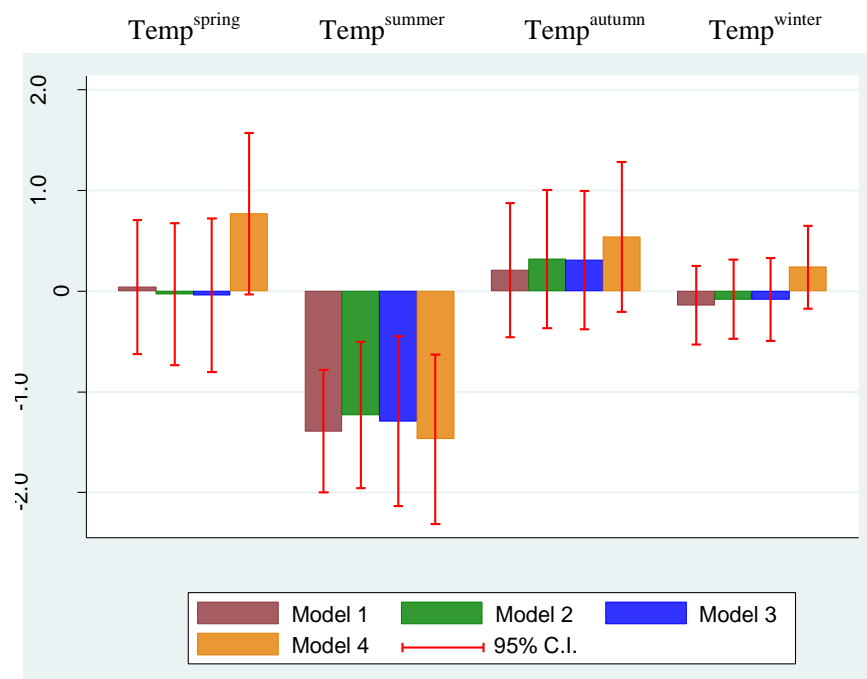 Temp^spring Temp^summer Temp^autumn Temp^winter
2.0
1.0
0
-1.0
-2.0
Model 1 Model 2 Model 3
Model 4 95% C.I.